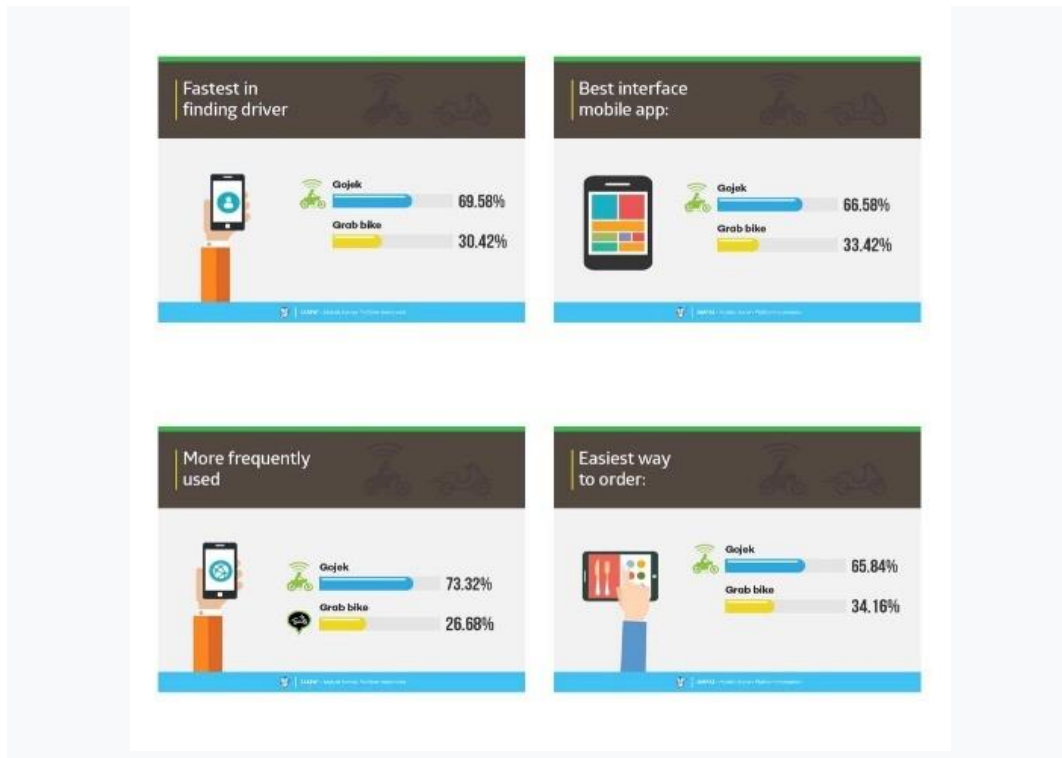 Fastest in
finding driver
Gojek
69.58%
Grab bike
30.42%
Best interface
mobile app:
Gojek
66.58%
Grab bike
33.42%
More frequently
used
Gojek
73.32%
Grab bike
26.68%
Easiest way
to order:
Gojek
65.84%
Grab bike
34.16%